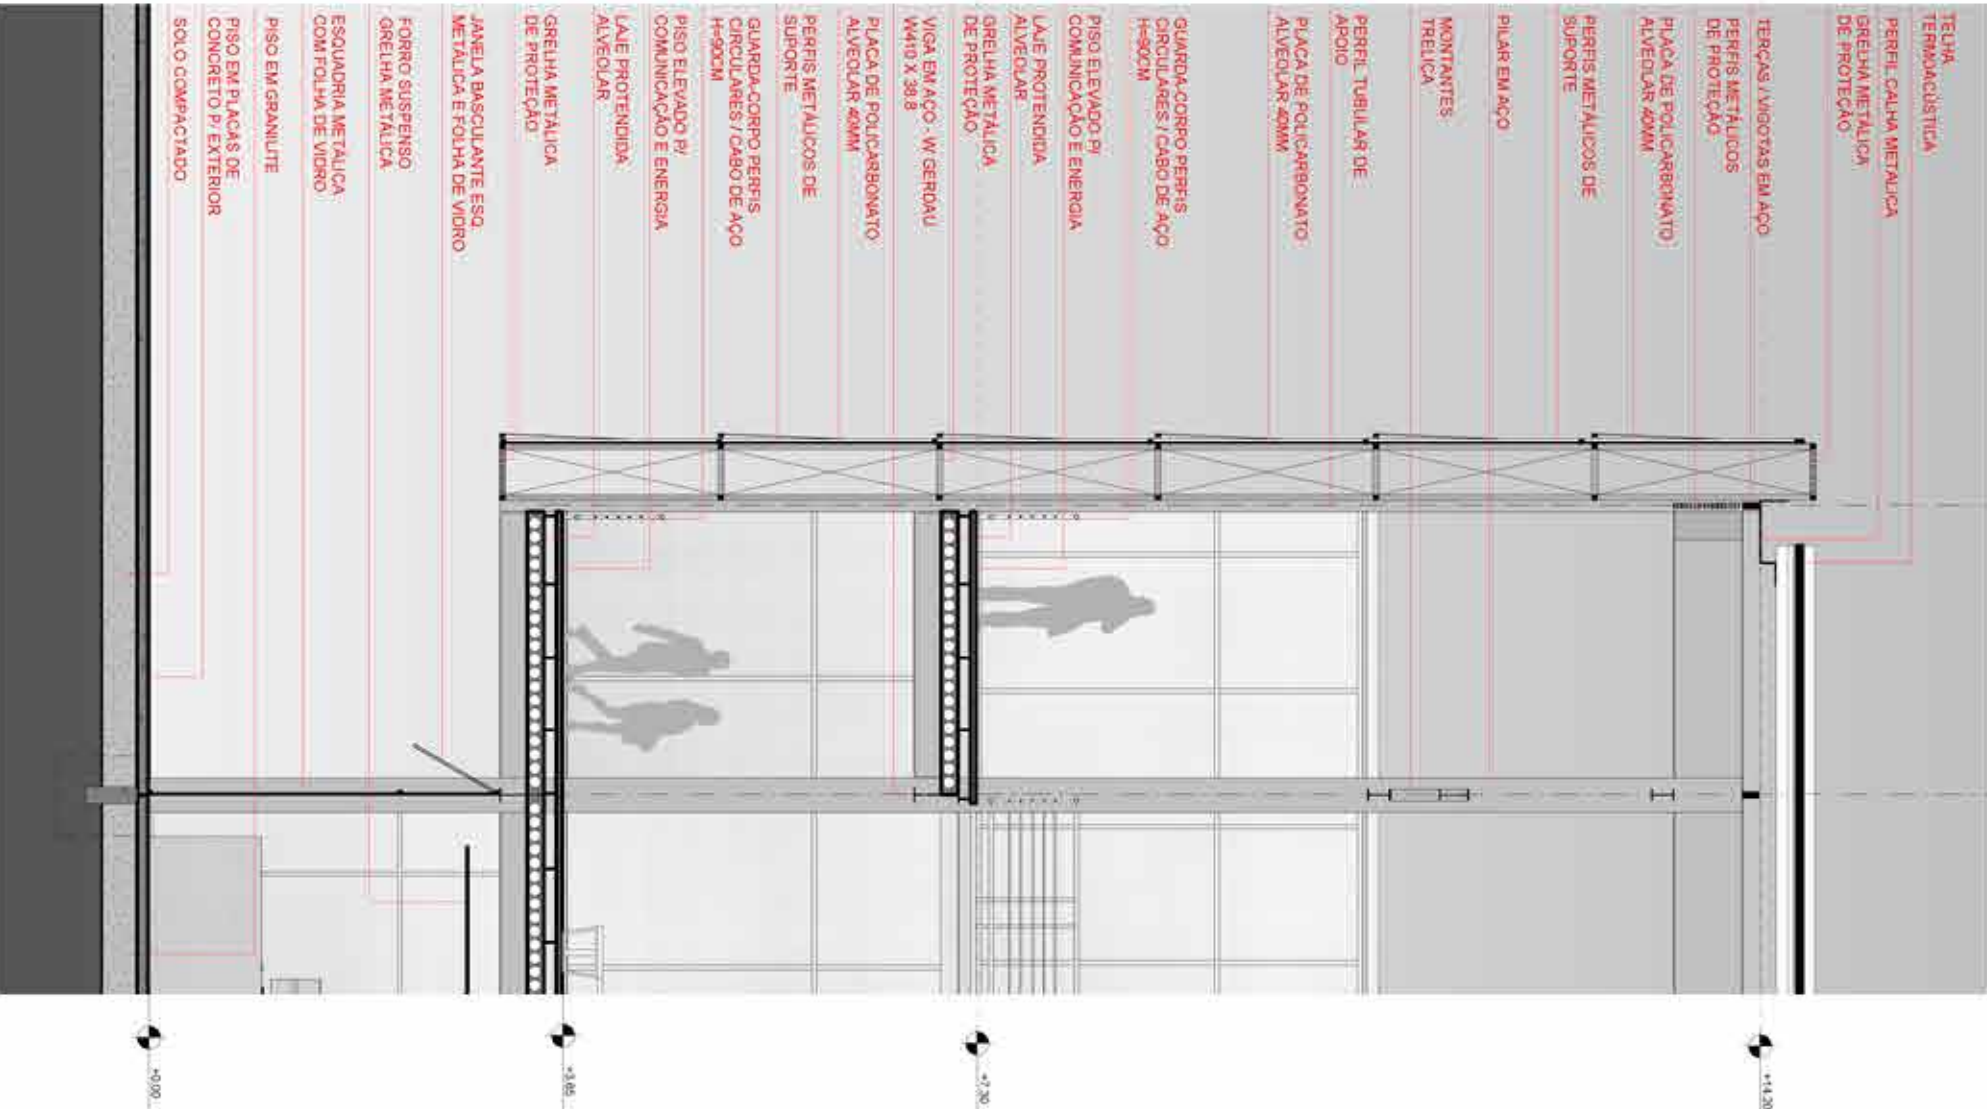 TELHA
TERMOACÚSTICA
PERFIL CALHA METÁLICA
GRELHA METÁLICA
DE PROTEÇÃO
TERÇAS / VIGOTAS EM AÇO
PERFIS METÁLICOS
DE PROTEÇÃO
PLACA DE POLICARBONATO
ALVEOLAR 40MM
PERFIS METÁLICOS DE
SUPORTE
PILAR EM AÇO
MONTANTES
TRELIÇA
PERFIL TUBULAR DE
APOIO
PLACA DE POLICARBONATO
ALVEOLAR 40MM
GUARDA-CORPO PERFIS
CIRCULARES / CABO DE AÇO
H=90CM
PISO ELEVADO P/
COMUNICAÇÃO E ENERGIA
LAJE PROTENDIDA
ALVEOLAR
GRELHA METÁLICA
DE PROTEÇÃO
VIGA EM AÇO - W GERDAU
W410 X 38,8
PLACA DE POLICARBONATO
ALVEOLAR 40MM
PERFIS METÁLICOS DE
SUPORTE
GUARDA-CORPO PERFIS
CIRCULARES / CABO DE AÇO
H=90CM
PISO ELEVADO P/
COMUNICAÇÃO E ENERGIA
LAJE PROTENDIDA
ALVEOLAR
GRELHA METÁLICA
DE PROTEÇÃO
JANELA BASCULANTE ESQ.
METÁLICA E FOLHA DE VIDRO
FORRO SUSPENSO
GRELHA METÁLICA
ESQUADRIA METÁLICA
COM FOLHA DE VIDRO
PISO EM GRANILITE
PISO EM PLACAS DE
CONCRETO P/ EXTERIOR
SOLO COMPACTADO
+14.20
+7.30
+3.65
+0.00